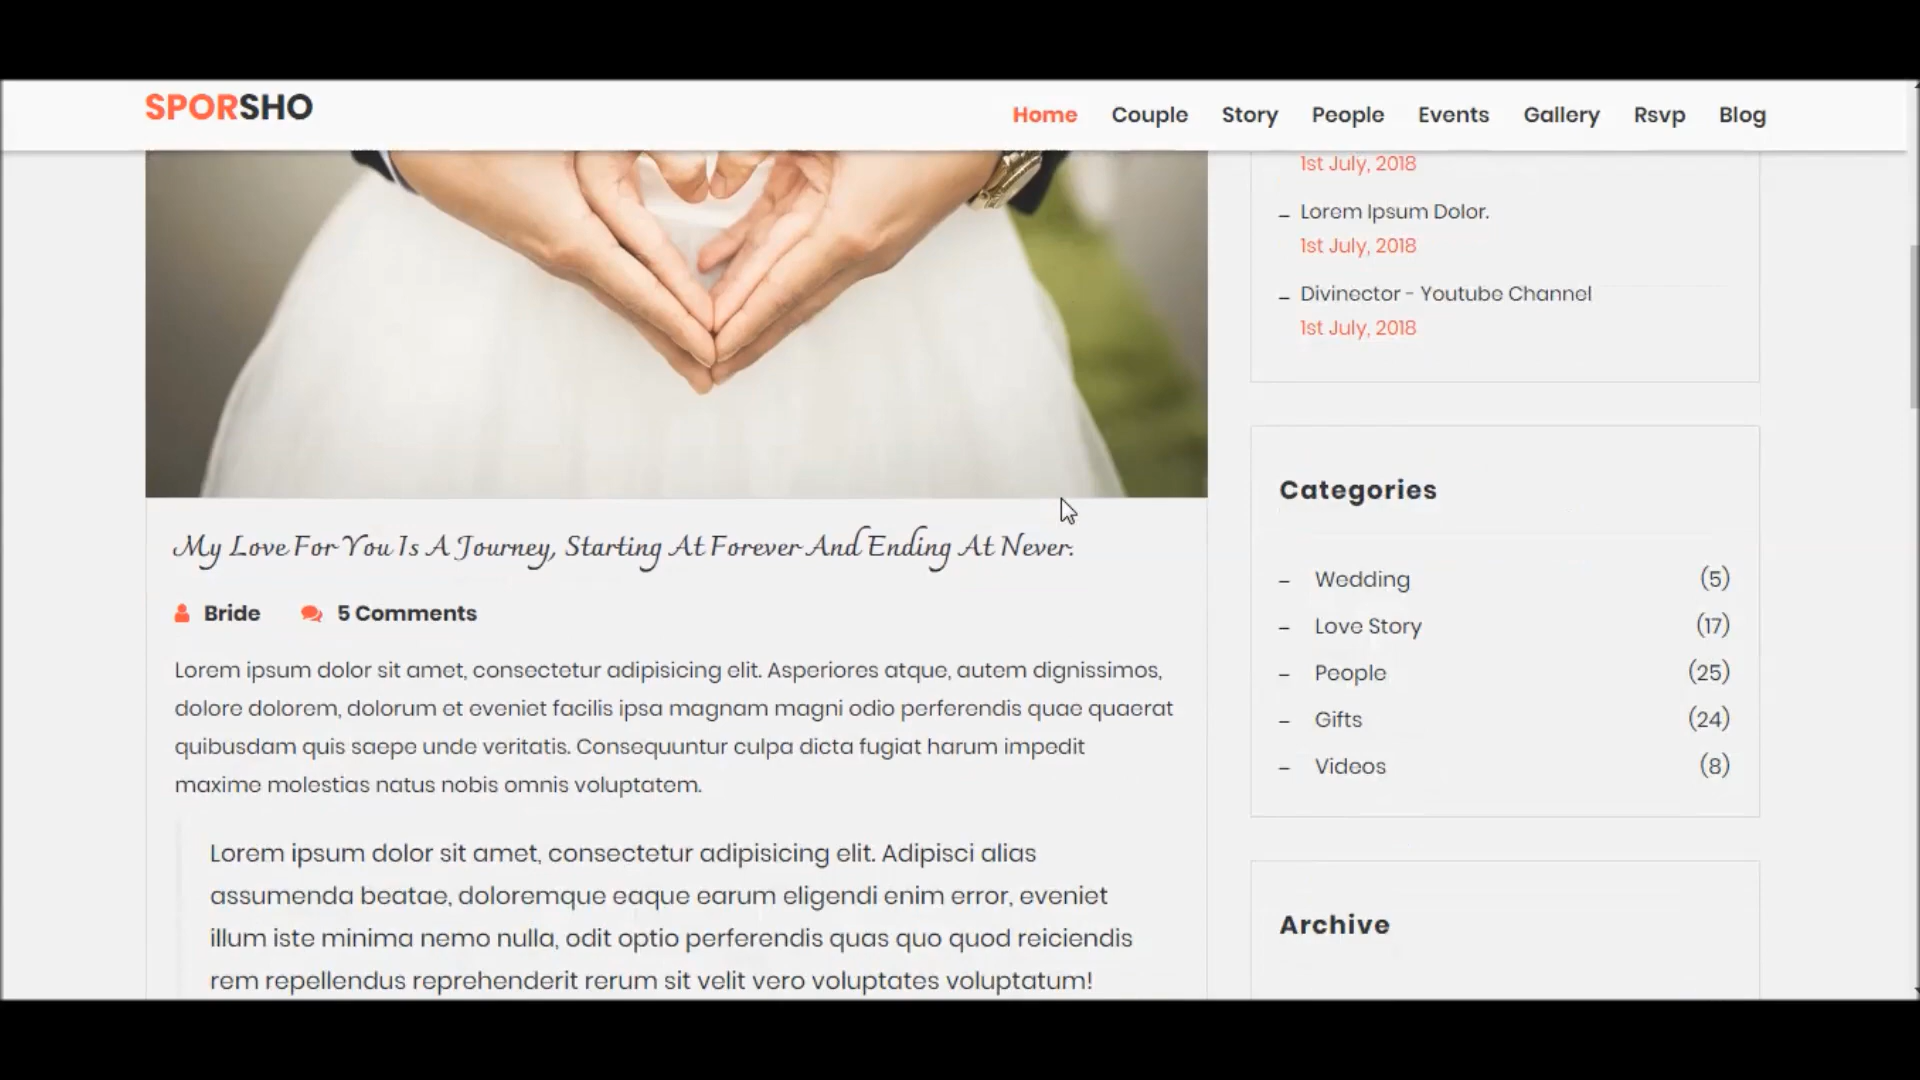 SPORSHO
Home Couple Story People Events Gallery Rsvp Blog
My Love For You Is A Journey, Starting At Forever And Ending At Never.
Bride 5 Comments
Lorem ipsum dolor sit amet, consectetur adipisicing elit. Asperiores atque, autem dignissimos,
dolore dolorem, dolorum et eveniet facilis ipsa magnam magni odio perferendis quae quaerat
quibusdam quis saepe unde veritatis. Consequuntur culpa dicta fugiat harum impedit
maxime molestias natus nobis omnis voluptatem.
Lorem ipsum dolor sit amet, consectetur adipisicing elit. Adipisci alias
assumenda beatae, doloremque eaque earum eligendi enim error, eveniet
illum iste minima nemo nulla, odit optio perferendis quas quo quod reiciendis
rem repellendus reprehenderit rerum sit velit vero voluptates voluptatum!
1st July, 2018
– Lorem Ipsum Dolor.
1st July, 2018
– Divinector - Youtube Channel
1st July, 2018
Categories
– Wedding (5)
– Love Story (17)
– People (25)
– Gifts (24)
– Videos (8)
Archive